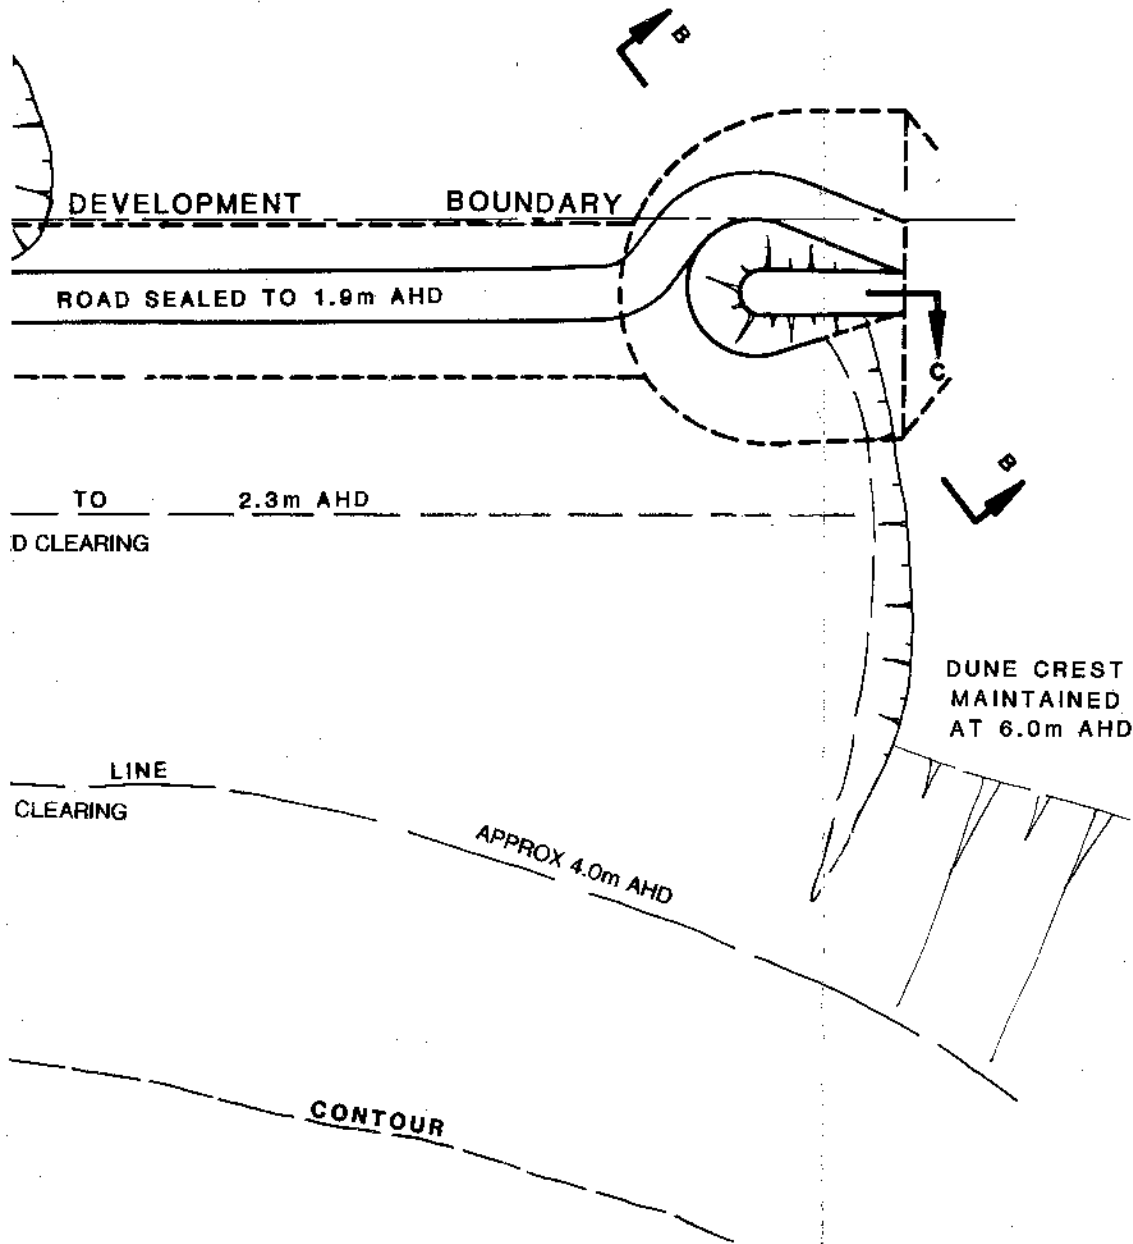 B
DEVELOPMENT BOUNDARY
ROAD SEALED TO 1.9m AHD
C
B
TO 2.3m AHD
D CLEARING
DUNE CREST
MAINTAINED
AT 6.0m AHD
LINE
CLEARING
APPROX 4.0m AHD
CONTOUR